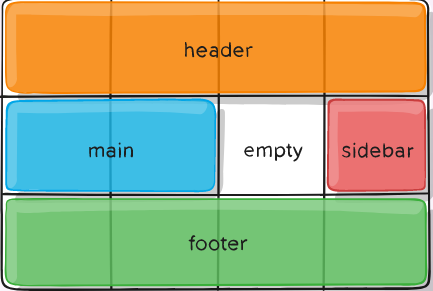 header
main
empty
sidebar
footer